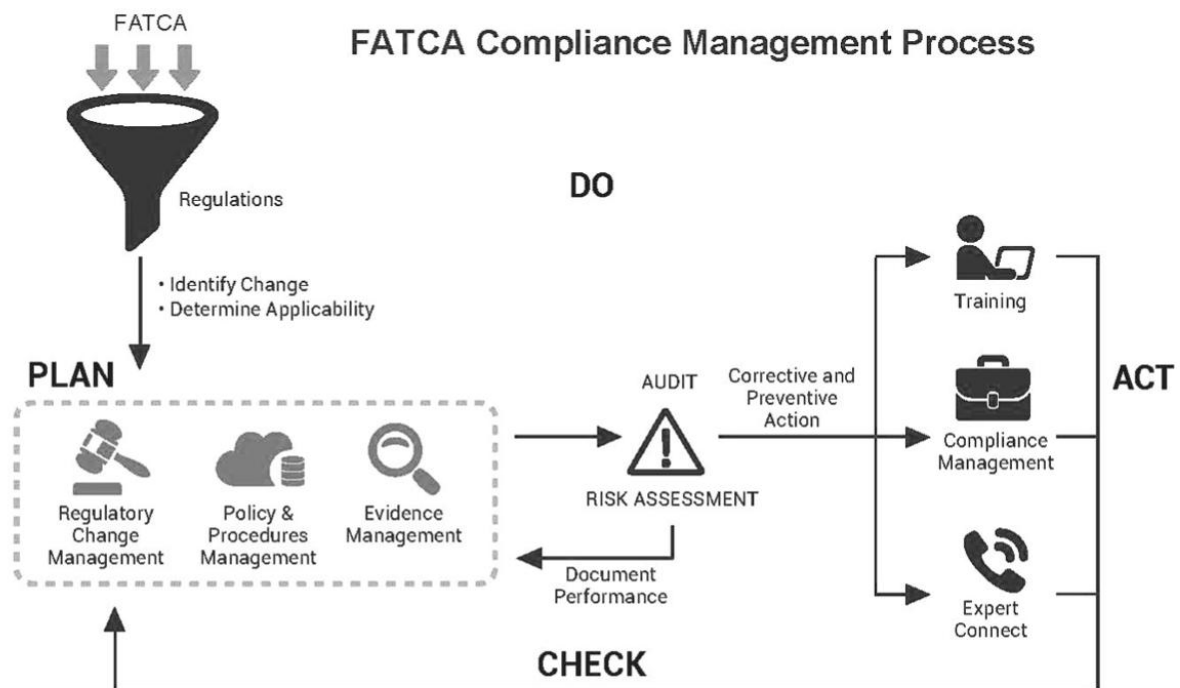 FATCA
FATCA Compliance Management Process
Regulations
DO
• Identify Change
• Determine Applicability
Training
PLAN
AUDIT
Corrective and
Preventive
Action
ACT
Compliance
Management
RISK ASSESSMENT
Regulatory
Change
Management
Policy &
Procedures
Management
Evidence
Management
Document
Performance
Expert
Connect
CHECK